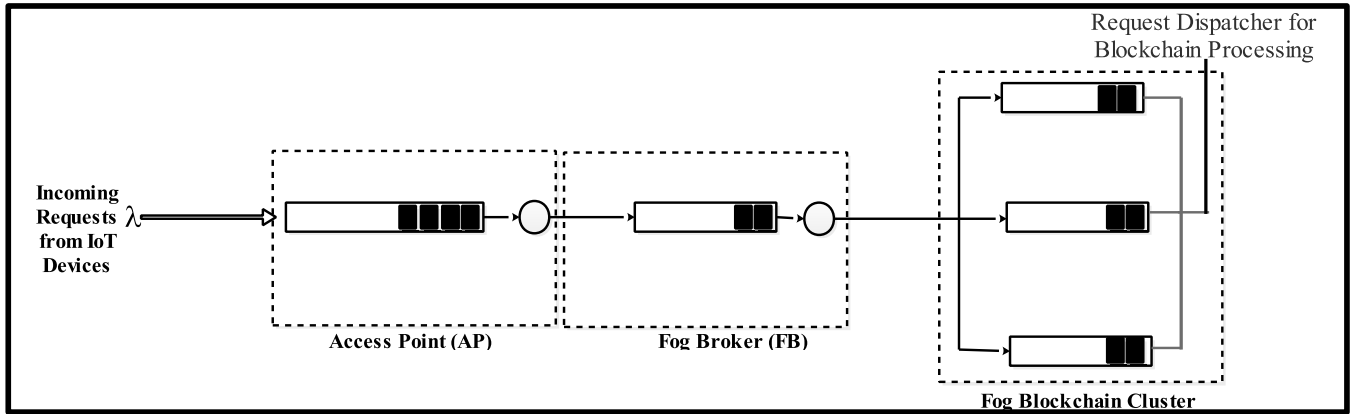 Request Dispatcher for
Blockchain Processing
Incoming
Requests
from IoT
Devices
λ
Access Point (AP)
Fog Broker (FB)
Fog Blockchain Cluster